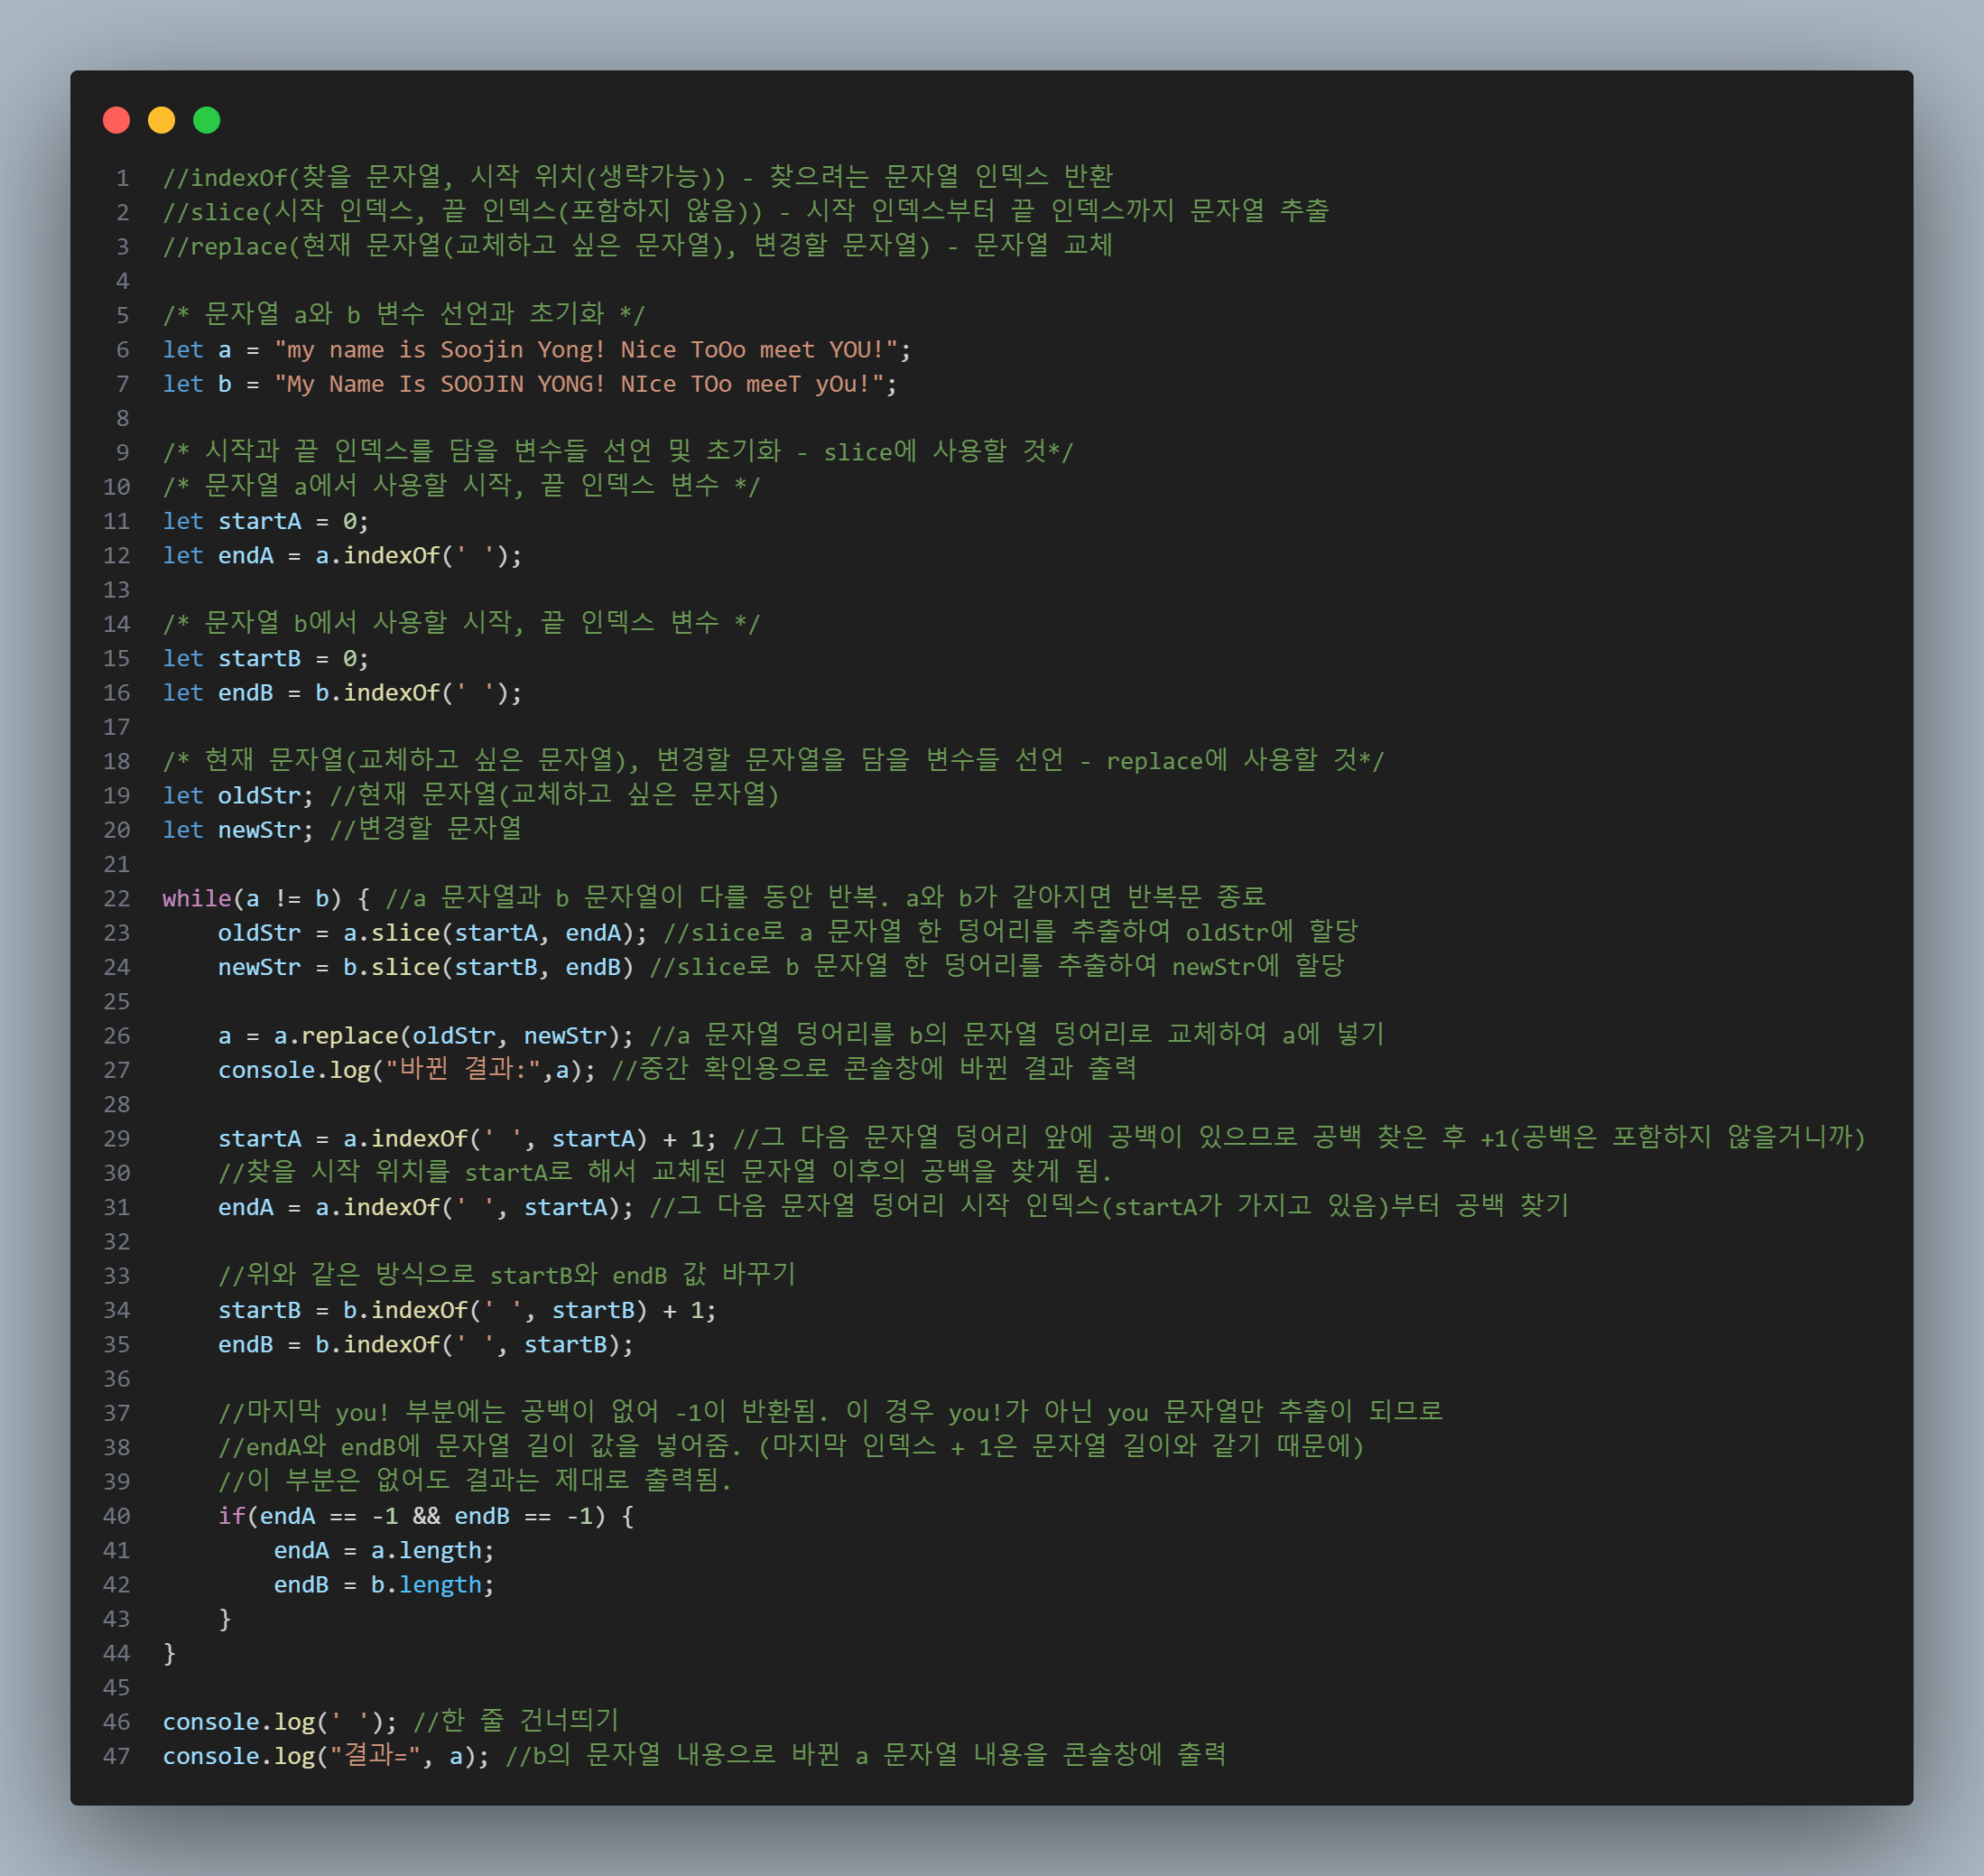 1 //indexOf(찾을 문자열, 시작 위치(생략가능)) - 찾으려는 문자열 인덱스 반환
2 //slice(시작 인덱스, 끝 인덱스(포함하지 않음)) - 시작 인덱스부터 끝 인덱스까지 문자열 추출
3 //replace(현재 문자열(교체하고 싶은 문자열), 변경할 문자열) - 문자열 교체
4
5 /* 문자열 a와 b 변수 선언과 초기화 */
6 let a = "my name is Soojin Yong! Nice ToOo meet YOU!";
7 let b = "My Name Is SOOJIN YONG! NIce TOo meeT yOu!";
8
9 /* 시작과 끝 인덱스를 담을 변수들 선언 및 초기화 - slice에 사용할 것*/
10 /* 문자열 a에서 사용할 시작, 끝 인덱스 변수 */
11 let startA = 0;
12 let endA = a.indexOf(' ');
13
14 /* 문자열 b에서 사용할 시작, 끝 인덱스 변수 */
15 let startB = 0;
16 let endB = b.indexOf(' ');
17
18 /* 현재 문자열(교체하고 싶은 문자열), 변경할 문자열을 담을 변수들 선언 - replace에 사용할 것*/
19 let oldStr; //현재 문자열(교체하고 싶은 문자열)
20 let newStr; //변경할 문자열
21
22 while(a != b) { //a 문자열과 b 문자열이 다를 동안 반복. a와 b가 같아지면 반복문 종료
23     oldStr = a.slice(startA, endA); //slice로 a 문자열 한 덩어리를 추출하여 oldStr에 할당
24     newStr = b.slice(startB, endB) //slice로 b 문자열 한 덩어리를 추출하여 newStr에 할당
25
26     a = a.replace(oldStr, newStr); //a 문자열 덩어리를 b의 문자열 덩어리로 교체하여 a에 넣기
27     console.log("바뀐 결과:",a); //중간 확인용으로 콘솔창에 바뀐 결과 출력
28
29     startA = a.indexOf(' ', startA) + 1; //그 다음 문자열 덩어리 앞에 공백이 있으므로 공백 찾은 후 +1(공백은 포함하지 않을거니까)
30     //찾을 시작 위치를 startA로 해서 교체된 문자열 이후의 공백을 찾게 됨.
31     endA = a.indexOf(' ', startA); //그 다음 문자열 덩어리 시작 인덱스(startA가 가지고 있음)부터 공백 찾기
32
33     //위와 같은 방식으로 startB와 endB 값 바꾸기
34     startB = b.indexOf(' ', startB) + 1;
35     endB = b.indexOf(' ', startB);
36
37     //마지막 you! 부분에는 공백이 없어 -1이 반환됨. 이 경우 you!가 아닌 you 문자열만 추출이 되므로
38     //endA와 endB에 문자열 길이 값을 넣어줌. (마지막 인덱스 + 1은 문자열 길이와 같기 때문에)
39     //이 부분은 없어도 결과는 제대로 출력됨.
40     if(endA == -1 && endB == -1) {
41         endA = a.length;
42         endB = b.length;
43     }
44 }
45
46 console.log(' '); //한 줄 건너띄기
47 console.log("결과=", a); //b의 문자열 내용으로 바뀐 a 문자열 내용을 콘솔창에 출력